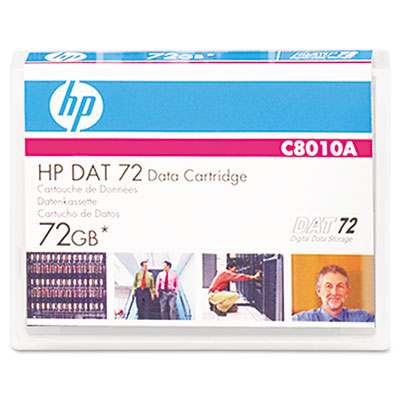 72GB*
hp
C8010A
HP DAT 72 Data Cartridge
Cartouche de Données
Datenkassette
Cartucho de Datos
72GB*
DAT 72
Digital Data Storage